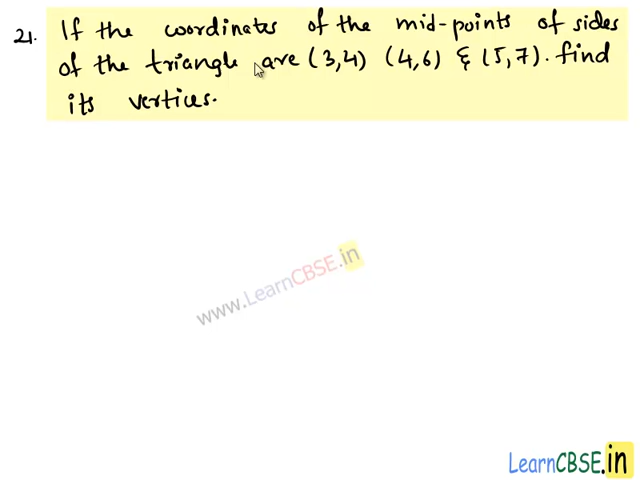 21. If the coordinates of the mid-points of sides
of the triangle are (3,4) (4,6) & (5,7). find
its vertices.
www.LearnCBSE.in
LearnCBSE.in